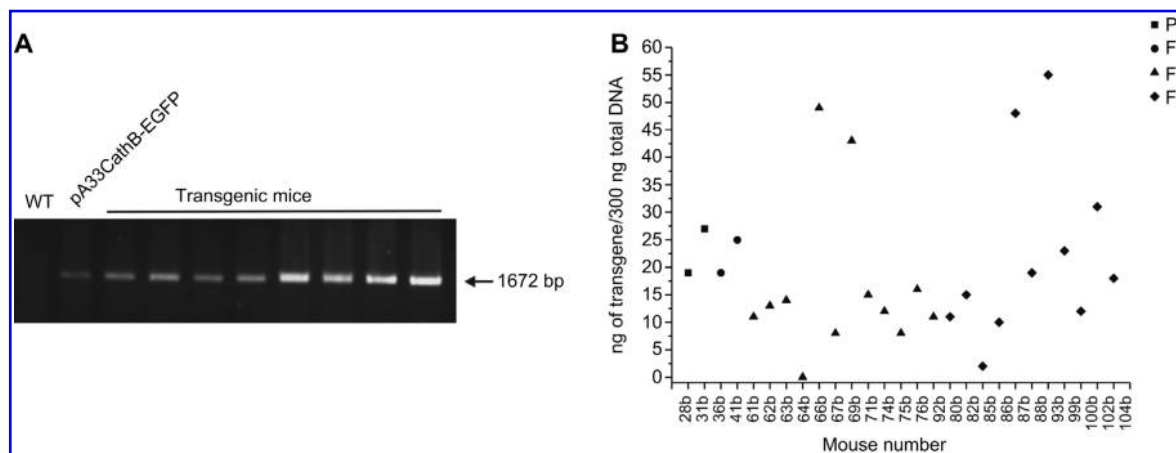 A
WT
pA33CathB-EGFP
Transgenic mice
1672 bp
B
ng of transgene/300 ng total DNA
60
55
50
45
40
35
30
25
20
15
10
5
0
28b
31b
36b
41b
61b
62b
63b
64b
66b
67b
69b
71b
74b
75b
76b
92b
80b
82b
85b
86b
87b
88b
93b
99b
100b
102b
104b
Mouse number
P
F
F
F